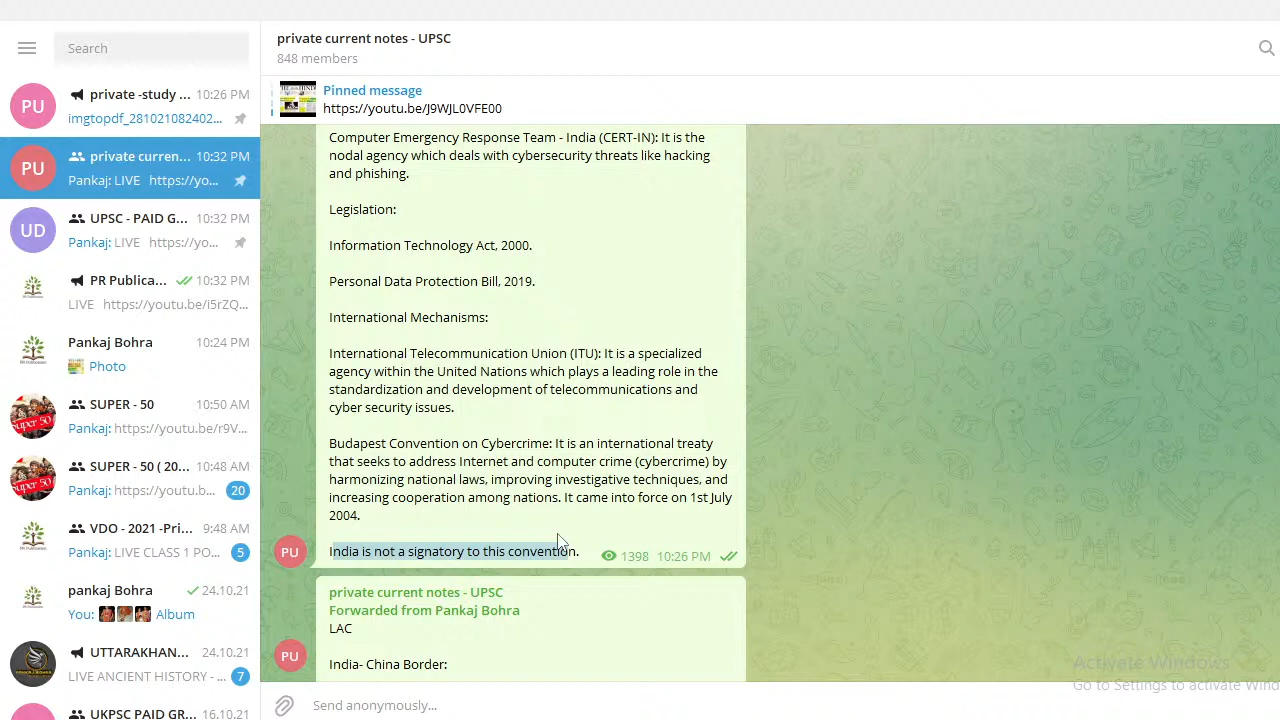 Search
PU
private -study ... 10:26 PM
imgtopdf_281021082402...
PU
private curren... 10:32 PM
Pankaj: LIVE https://yo...
UD
UPSC - PAID G... 10:32 PM
Pankaj: LIVE https://yo...
PR Publica... 10:32 PM
LIVE https://youtu.be/i5rZQ...
Pankaj Bohra 10:24 PM
Photo
SUPER - 50 10:50 AM
Pankaj: https://youtu.be/r9V...
SUPER - 50 ( 20... 10:48 AM
Pankaj: https://youtu.b... 20
VDO - 2021 -Pri... 9:48 AM
Pankaj: LIVE CLASS 1 PO... 5
pankaj Bohra 24.10.21
You: Album
UTTARAKHAN... 24.10.21
LIVE ANCIENT HISTORY - ... 7
UKPSC PAID GR... 16.10.21
private current notes - UPSC
848 members
Pinned message
https://youtu.be/J9WJL0VFE00
Computer Emergency Response Team - India (CERT-IN): It is the
nodal agency which deals with cybersecurity threats like hacking
and phishing.
Legislation:
Information Technology Act, 2000.
Personal Data Protection Bill, 2019.
International Mechanisms:
International Telecommunication Union (ITU): It is a specialized
agency within the United Nations which plays a leading role in the
standardization and development of telecommunications and
cyber security issues.
Budapest Convention on Cybercrime: It is an international treaty
that seeks to address Internet and computer crime (cybercrime) by
harmonizing national laws, improving investigative techniques, and
increasing cooperation among nations. It came into force on 1st July
2004.
India is not a signatory to this convention.
PU
1398 10:26 PM
private current notes - UPSC
Forwarded from Pankaj Bohra
LAC
PU
India- China Border:
Send anonymously...
Activate Windows
Go to Settings to activate Wind